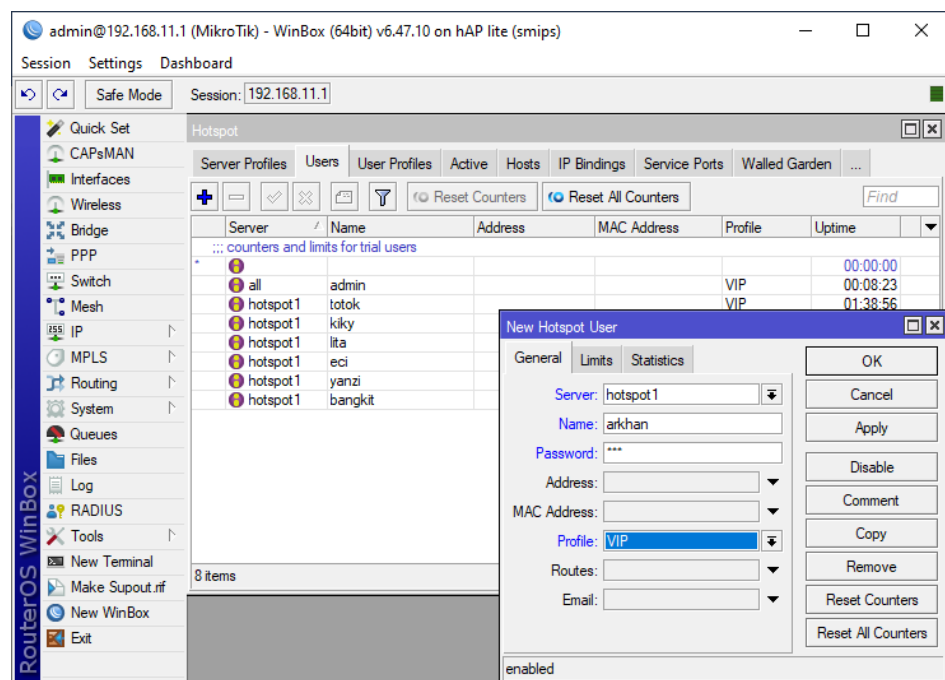 admin@192.168.11.1 (MikroTik) - WinBox (64bit) v6.47.10 on hAP lite (smips)
Session Settings Dashboard
Safe Mode Session: 192.168.11.1
Quick Set
CAPsMAN
Interfaces
Wireless
Bridge
PPP
Switch
Mesh
IP
MPLS
Routing
System
Queues
Files
Log
RADIUS
Tools
New Terminal
Make Supout.rif
New WinBox
Exit
RouterOS WinBox
Hotspot
Server Profiles Users User Profiles Active Hosts IP Bindings Service Ports Walled Garden ...
Reset Counters Reset All Counters Find
Server Name Address MAC Address Profile Uptime
::: counters and limits for trial users
* 00:00:00
all admin VIP 00:08:23
hotspot1 totok VIP 01:38:56
hotspot1 kiky
hotspot1 lita
hotspot1 eci
hotspot1 yanzi
hotspot1 bangkit
8 items
New Hotspot User
General Limits Statistics
Server: hotspot1
Name: arkhan
Password: ***
Address:
MAC Address:
Profile: VIP
Routes:
Email:
OK
Cancel
Apply
Disable
Comment
Copy
Remove
Reset Counters
Reset All Counters
enabled